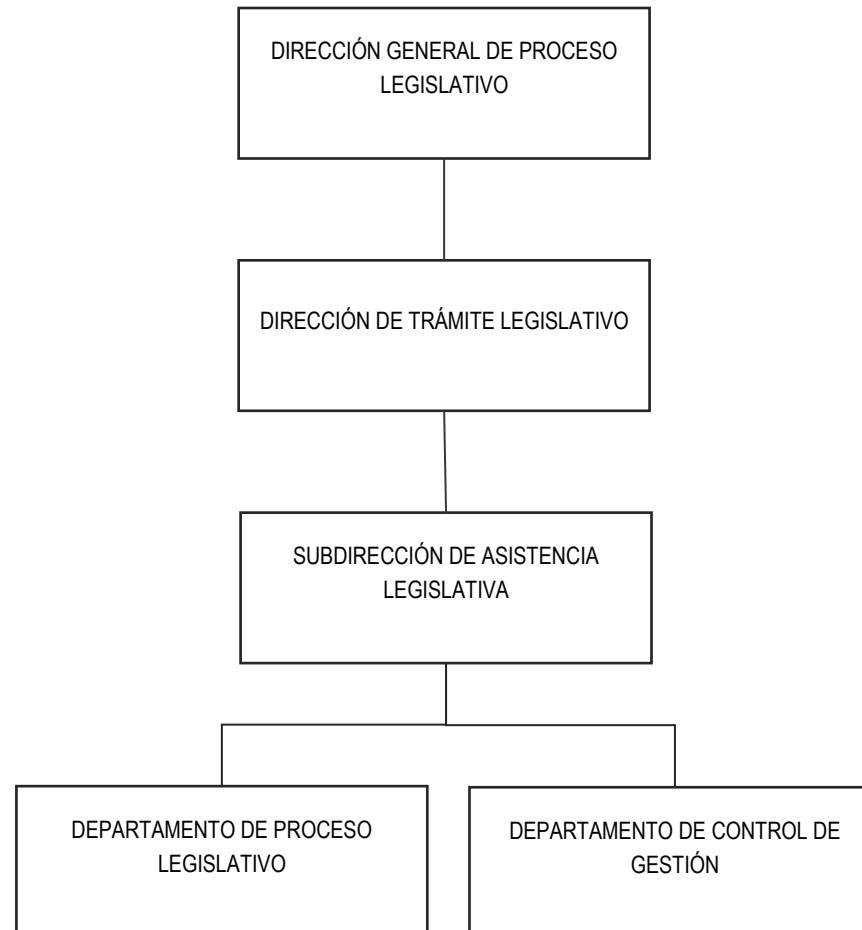 DIRECCIÓN GENERAL DE PROCESO
LEGISLATIVO
DIRECCIÓN DE TRÁMITE LEGISLATIVO
SUBDIRECCIÓN DE ASISTENCIA
LEGISLATIVA
DEPARTAMENTO DE PROCESO
LEGISLATIVO
DEPARTAMENTO DE CONTROL DE
GESTIÓN